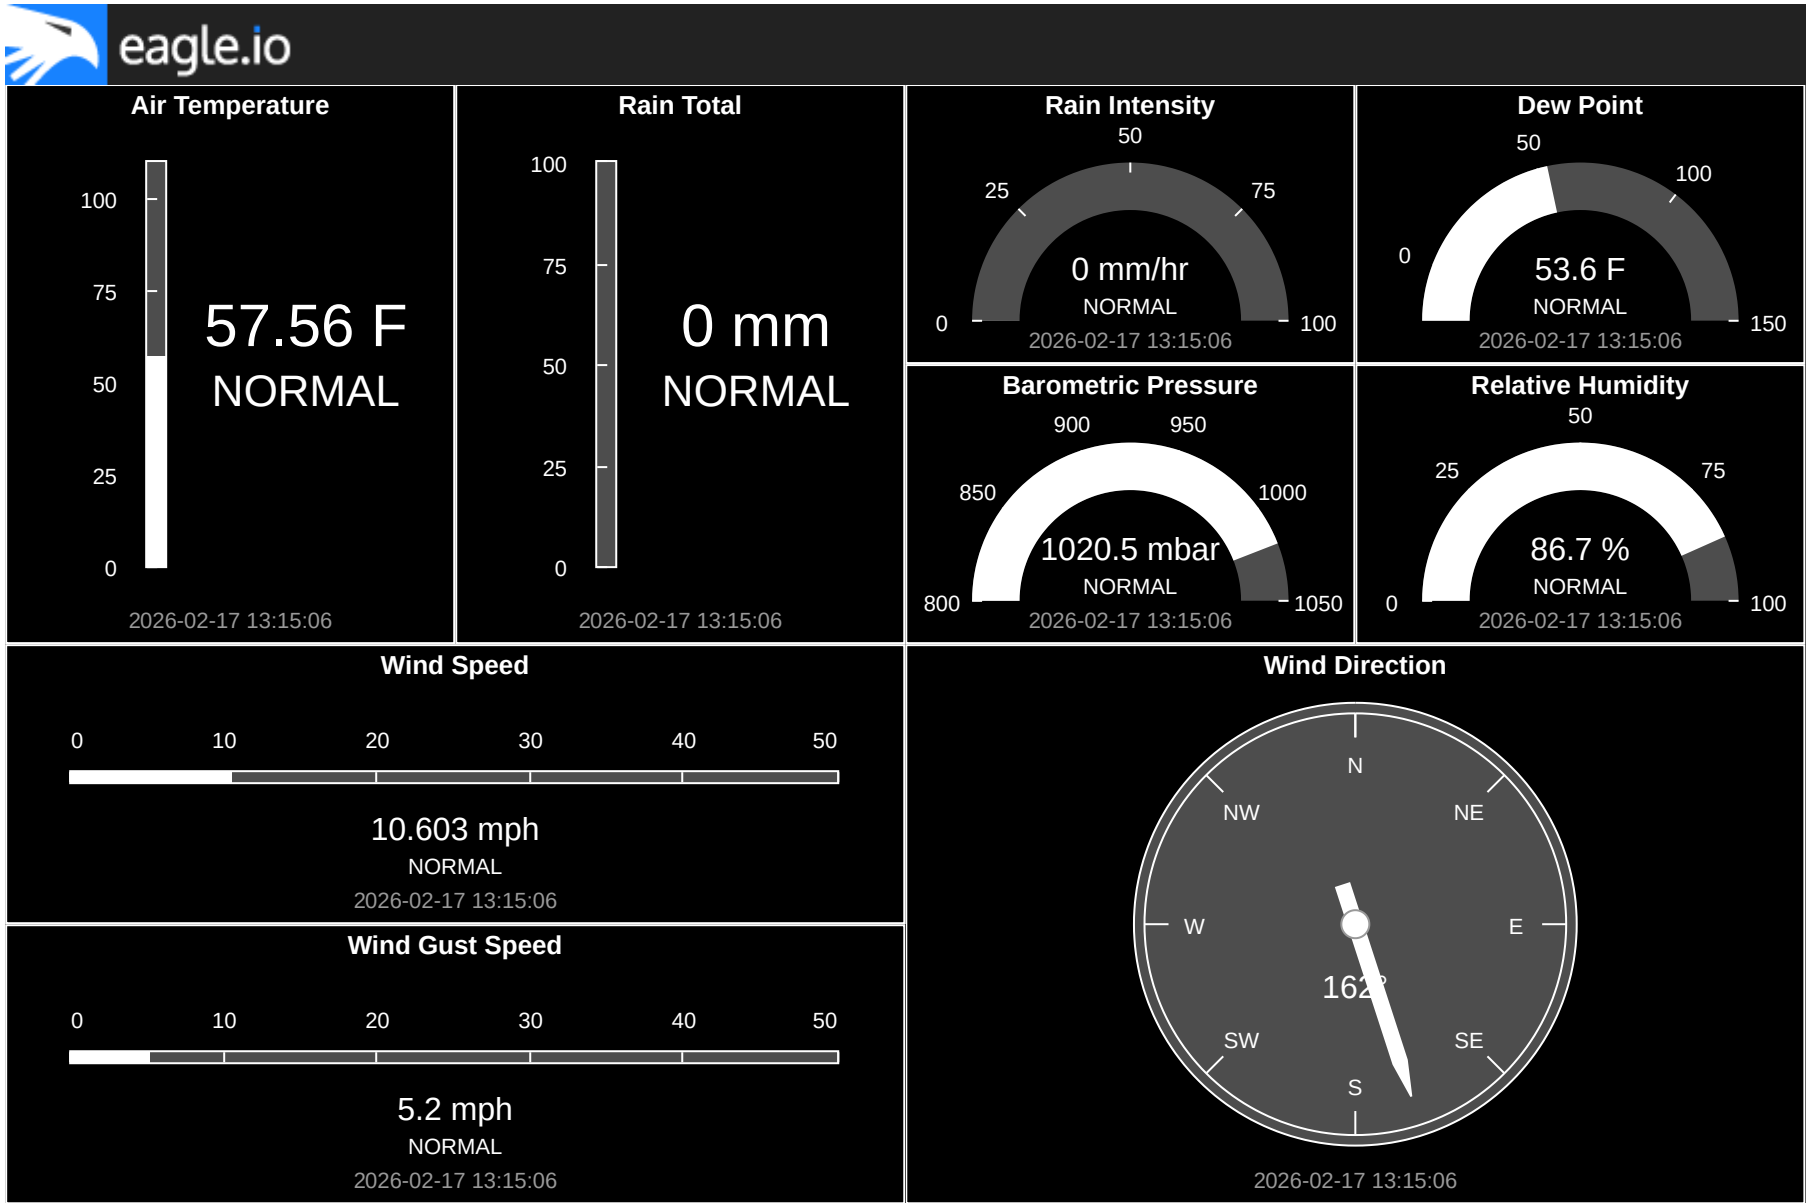 eagle.io
Air Temperature
100
75
50
25
0
57.56 F
NORMAL
2026-02-17 13:15:06
Rain Total
100
75
50
25
0
0 mm
NORMAL
2026-02-17 13:15:06
Rain Intensity
50
25
75
0
100
0 mm/hr
NORMAL
2026-02-17 13:15:06
Dew Point
50
100
0
150
53.6 F
NORMAL
2026-02-17 13:15:06
Barometric Pressure
900
950
850
1000
800
1050
1020.5 mbar
NORMAL
2026-02-17 13:15:06
Relative Humidity
50
25
75
0
100
86.7 %
NORMAL
2026-02-17 13:15:06
Wind Speed
0 10 20 30 40 50
10.603 mph
NORMAL
2026-02-17 13:15:06
Wind Gust Speed
0 10 20 30 40 50
5.2 mph
NORMAL
2026-02-17 13:15:06
Wind Direction
N
NW NE
W E
162°
SW SE
S
2026-02-17 13:15:06